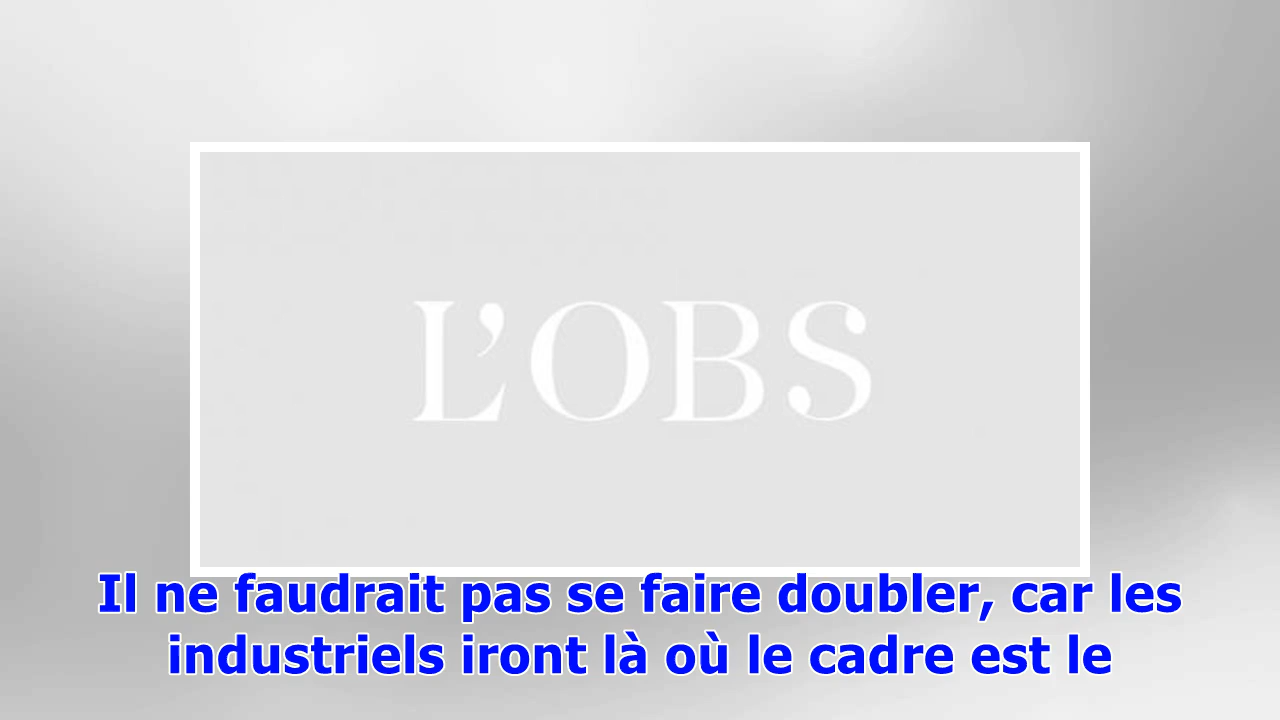 L'OBS
Il ne faudrait pas se faire doubler, car les
industriels iront là où le cadre est le